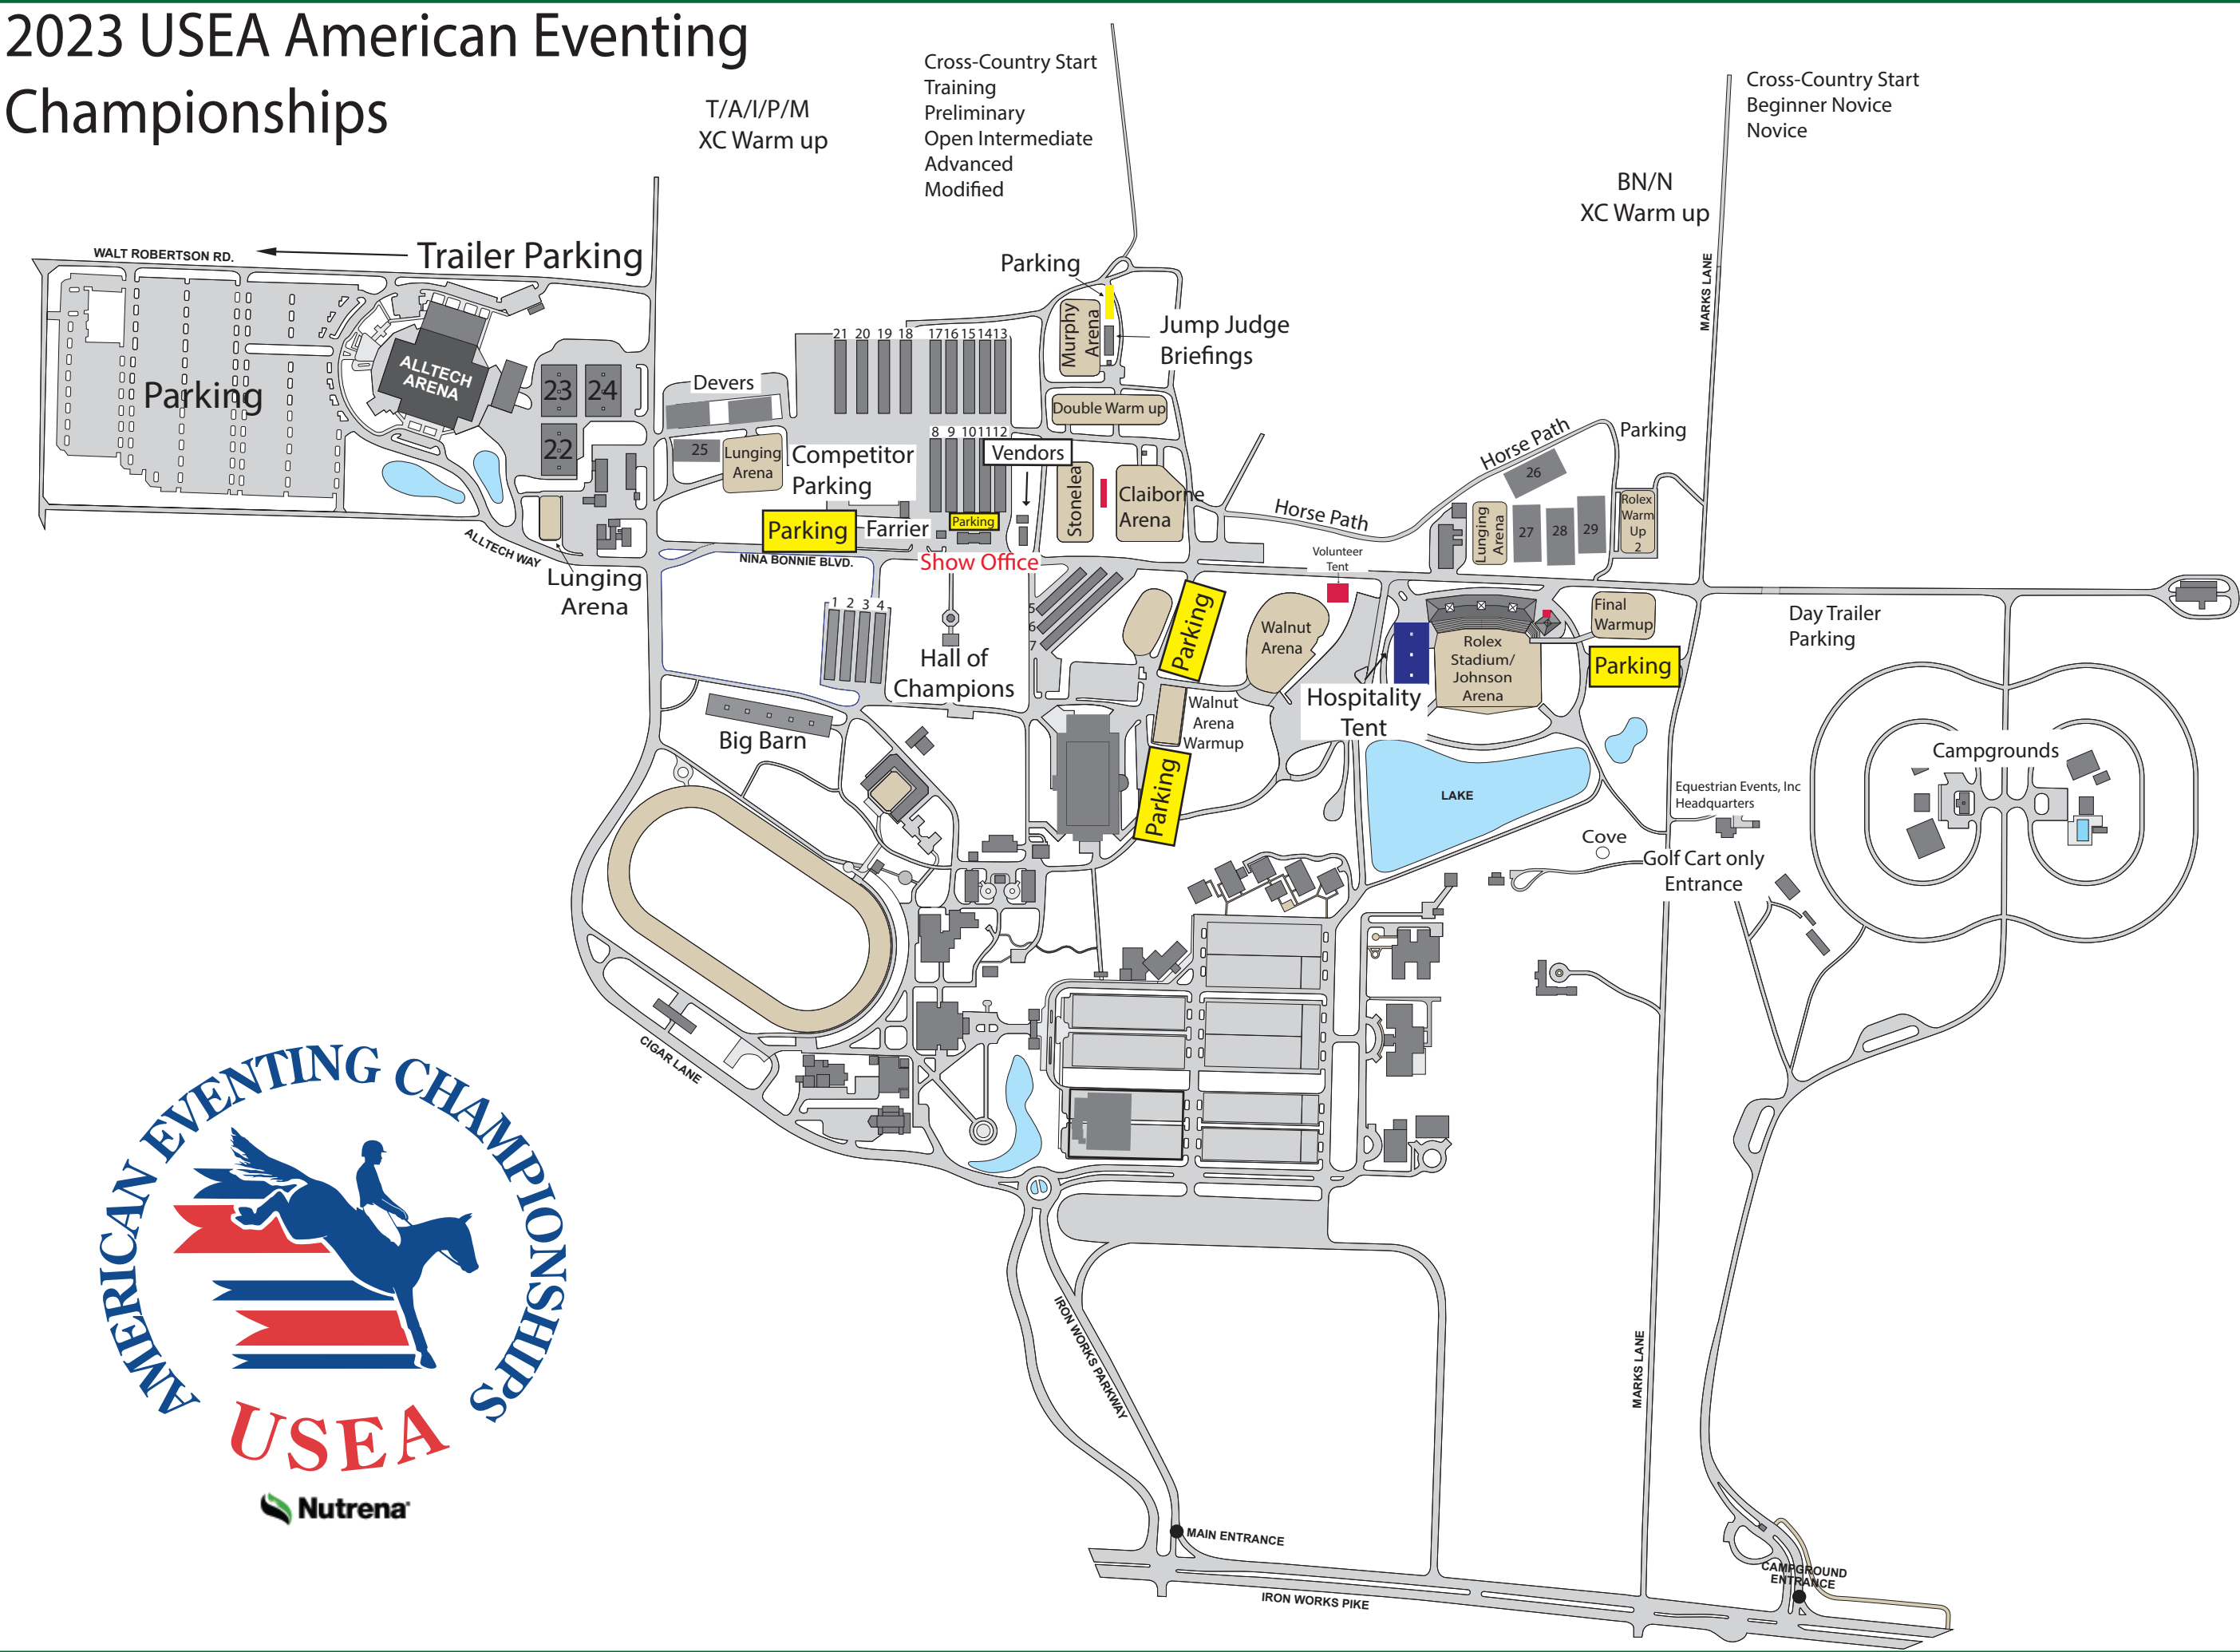 2023 USEA American Eventing
Championships
T/A/I/P/M
XC Warm up
Cross-Country Start
Training
Preliminary
Open Intermediate
Advanced
Modified
Cross-Country Start
Beginner Novice
Novice
BN/N
XC Warm up
WALT ROBERTSON RD.
Trailer Parking
Parking
MARKS LANE
Murphy
Arena
Jump Judge
Briefings
21 20 19 18 17 16 15 14 13
ALLTECH
ARENA
Parking
23 24
22
Devers
Double Warm up
25
Lunging
Arena
Competitor
Parking
8 9 10 11 12
Vendors
Horse Path
Parking
26
Stonelea
Claiborne
Arena
Horse Path
Lunging
Arena
27
28
29
Rolex
Warm
Up
2
Parking
Farrier
Parking
ALLTECH WAY
NINA BONNIE BLVD.
Show Office
Volunteer
Tent
Lunging
Arena
1 2 3 4
5
6
7
Parking
Walnut
Arena
Final
Warmup
Day Trailer
Parking
Hall of
Champions
Rolex
Stadium/
Johnson
Arena
Parking
Hospitality
Tent
Walnut
Arena
Warmup
Big Barn
Campgrounds
Parking
LAKE
Equestrian Events, Inc
Headquarters
Cove
Golf Cart only
Entrance
CIGAR LANE
AMERICAN EVENTING CHAMPIONSHIPS
USEA
Nutrena
IRON WORKS PARKWAY
MARKS LANE
MAIN ENTRANCE
CAMPGROUND
ENTRANCE
IRON WORKS PIKE